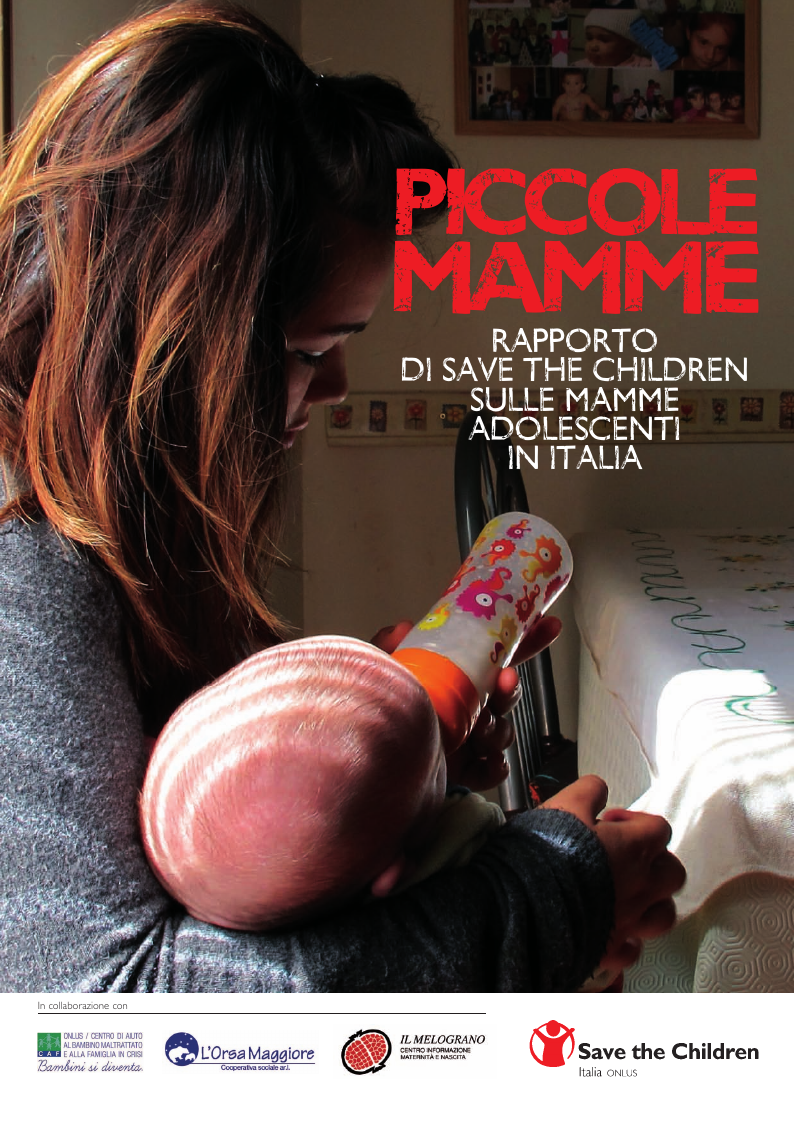 PICCOLE
MAMME
RAPPORTO
DI SAVE THE CHILDREN
SULLE MAMME
ADOLESCENTI
IN ITALIA
In collaborazione con
CAF
ONLUS / CENTRO DI AIUTO
AL BAMBINO MALTRATTATO
E ALLA FAMIGLIA IN CRISI
Bambini si diventa.
L'Orsa Maggiore
Cooperativa sociale ar.l.
IL MELOGRANO
CENTRO INFORMAZIONE
MATERNITÀ E NASCITA
Save the Children
Italia ONLUS